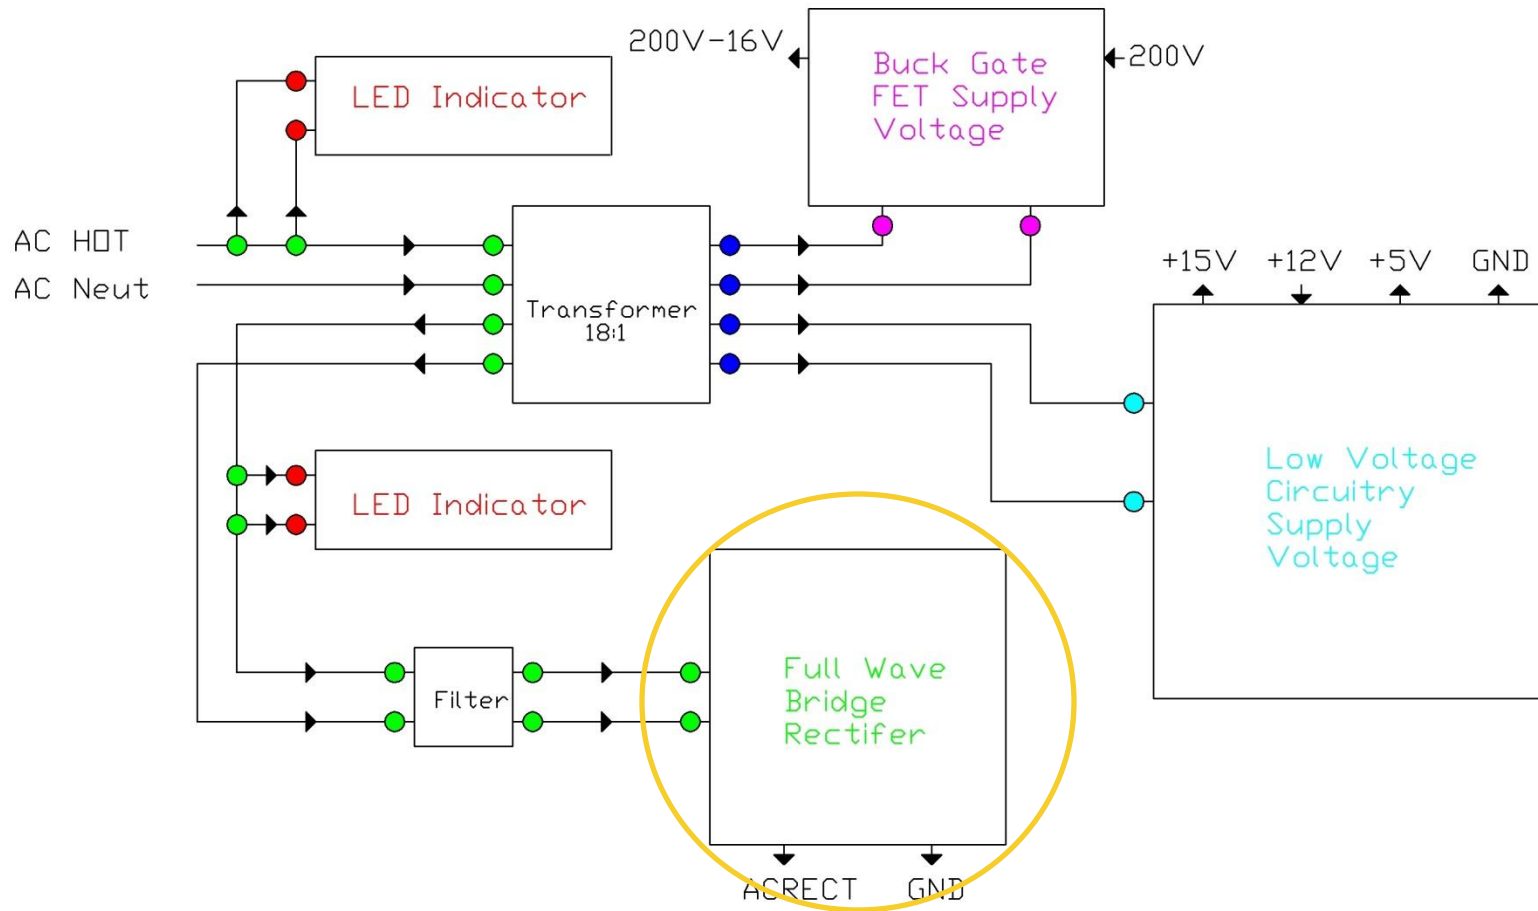 200V-16V
Buck Gate
FET Supply
Voltage
200V
LED Indicator
AC HOT
AC Neut
Transformer
18:1
+15V +12V +5V GND
LED Indicator
Low Voltage
Circuitry
Supply
Voltage
Filter
Full Wave
Bridge
Rectifer
ACRECT GND